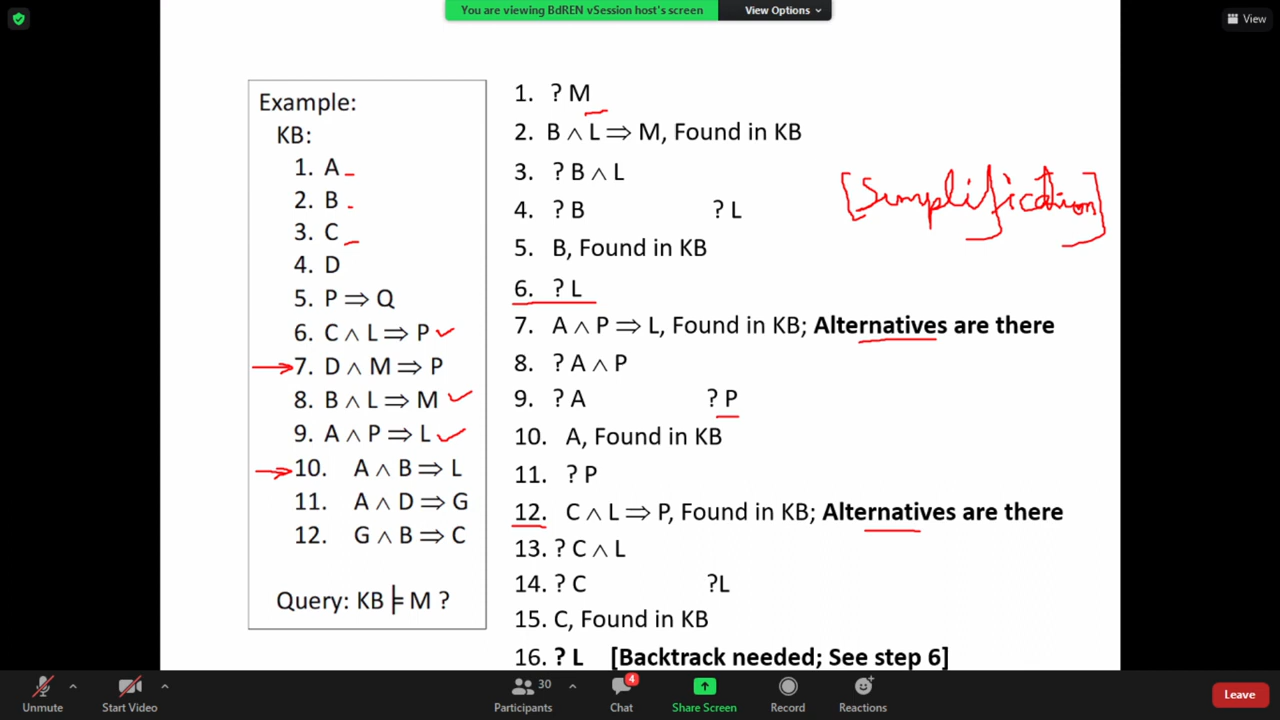 You are viewing BdREN vSession host's screen
View Options
View
Example:
KB:
1. A
2. B
3. C
4. D
5. P ⇒ Q
6. C ∧ L ⇒ P
7. D ∧ M ⇒ P
8. B ∧ L ⇒ M
9. A ∧ P ⇒ L
10. A ∧ B ⇒ L
11. A ∧ D ⇒ G
12. G ∧ B ⇒ C
Query: KB ⊨ M ?
1. ? M
2. B ∧ L ⇒ M, Found in KB
3. ? B ∧ L
4. ? B ? L
5. B, Found in KB
6. ? L
7. A ∧ P ⇒ L, Found in KB; Alternatives are there
8. ? A ∧ P
9. ? A ? P
10. A, Found in KB
11. ? P
12. C ∧ L ⇒ P, Found in KB; Alternatives are there
13. ? C ∧ L
14. ? C ?L
15. C, Found in KB
16. ? L [Backtrack needed; See step 6]
[Simplification]
Unmute
Start Video
30
Participants
4
Chat
Share Screen
Record
Reactions
Leave